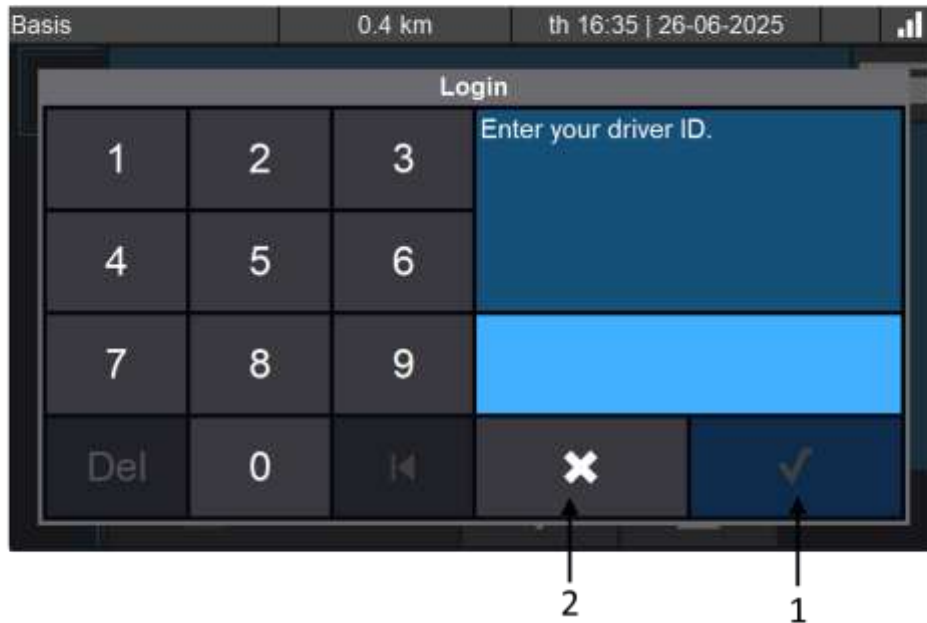 Basis 0.4 km th 16:35 | 26-06-2025
Login
Enter your driver ID.
1 2 3
4 5 6
7 8 9
Del 0
2 1